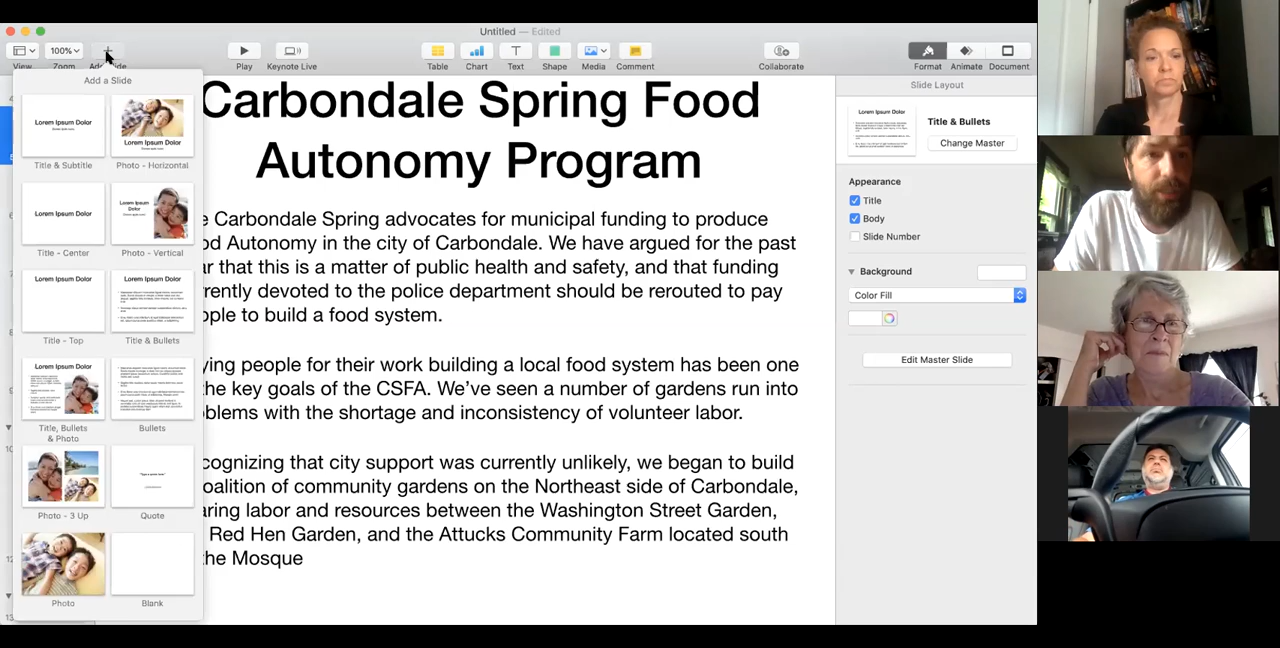 Untitled — Edited
100%
View
Zoom
Add Slide
Play
Keynote Live
Table
Chart
Text
Shape
Media
Comment
Collaborate
Format
Animate
Document
Add a Slide
Lorem Ipsum Dolor
Title & Subtitle
Lorem Ipsum Dolor
Photo - Horizontal
Lorem Ipsum Dolor
Title - Center
Lorem Ipsum
Dolor
Photo - Vertical
Lorem Ipsum Dolor
Title - Top
Lorem Ipsum Dolor
Title & Bullets
Lorem Ipsum Dolor
Title, Bullets
& Photo
Bullets
Photo - 3 Up
Quote
Photo
Blank
Carbondale Spring Food
Autonomy Program
e Carbondale Spring advocates for municipal funding to produce
od Autonomy in the city of Carbondale. We have argued for the past
ar that this is a matter of public health and safety, and that funding
rrently devoted to the police department should be rerouted to pay
ople to build a food system.
ying people for their work building a local food system has been one
the key goals of the CSFA. We've seen a number of gardens run into
oblems with the shortage and inconsistency of volunteer labor.
cognizing that city support was currently unlikely, we began to build
oalition of community gardens on the Northeast side of Carbondale,
aring labor and resources between the Washington Street Garden,
Red Hen Garden, and the Attucks Community Farm located south
the Mosque
Slide Layout
Lorem Ipsum Dolor
Title & Bullets
Change Master
Appearance
Title
Body
Slide Number
Background
Color Fill
Edit Master Slide